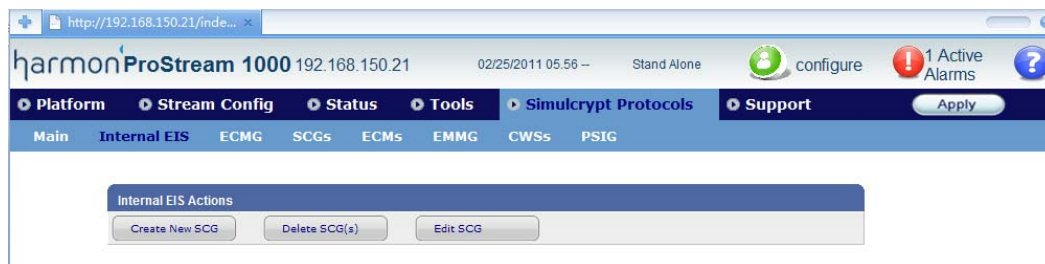 http://192.168.150.21/inde... ×
harmonic ProStream 1000 192.168.150.21 02/25/2011 05.56 -- Stand Alone configure 1 Active Alarms ?
Platform Stream Config Status Tools Simulcrypt Protocols Support Apply
Main Internal EIS ECMG SCGs ECMs EMMG CWSs PSIG
Internal EIS Actions
Create New SCG Delete SCG(s) Edit SCG